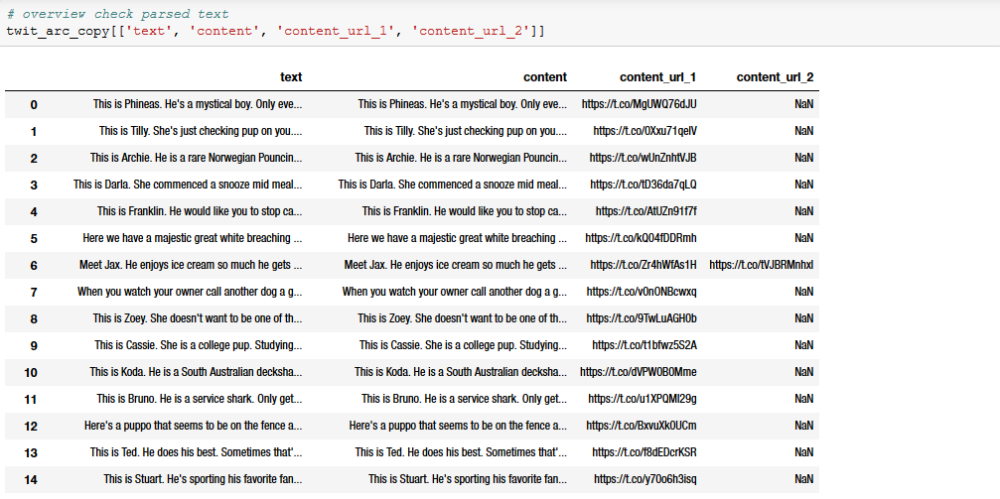 # overview check parsed text
twit_arc_copy[['text', 'content', 'content_url_1', 'content_url_2']]
text content content_url_1 content_url_2
0 This is Phineas. He's a mystical boy. Only eve... This is Phineas. He's a mystical boy. Only eve... https://t.co/MgUWQ76dJU NaN
1 This is Tilly. She's just checking pup on you.... This is Tilly. She's just checking pup on you.... https://t.co/0Xxu71qeIV NaN
2 This is Archie. He is a rare Norwegian Pouncin... This is Archie. He is a rare Norwegian Pouncin... https://t.co/wUnZnhtVJB NaN
3 This is Darla. She commenced a snooze mid meal... This is Darla. She commenced a snooze mid meal... https://t.co/tD36da7qLQ NaN
4 This is Franklin. He would like you to stop ca... This is Franklin. He would like you to stop ca... https://t.co/AtUZn91f7f NaN
5 Here we have a majestic great white breaching ... Here we have a majestic great white breaching ... https://t.co/kQ04fDDRmh NaN
6 Meet Jax. He enjoys ice cream so much he gets ... Meet Jax. He enjoys ice cream so much he gets ... https://t.co/Zr4hWfAs1H https://t.co/tVJBRMnhxl
7 When you watch your owner call another dog a g... When you watch your owner call another dog a g... https://t.co/v0nONBcwxq NaN
8 This is Zoey. She doesn't want to be one of th... This is Zoey. She doesn't want to be one of th... https://t.co/9TwLuAGH0b NaN
9 This is Cassie. She is a college pup. Studying... This is Cassie. She is a college pup. Studying... https://t.co/t1bfwz5S2A NaN
10 This is Koda. He is a South Australian decksha... This is Koda. He is a South Australian decksha... https://t.co/dVPW0B0Mme NaN
11 This is Bruno. He is a service shark. Only get... This is Bruno. He is a service shark. Only get... https://t.co/u1XPQMl29g NaN
12 Here's a puppo that seems to be on the fence a... Here's a puppo that seems to be on the fence a... https://t.co/BxvuXk0UCm NaN
13 This is Ted. He does his best. Sometimes that'... This is Ted. He does his best. Sometimes that'... https://t.co/f8dEDcrKSR NaN
14 This is Stuart. He's sporting his favorite fan... This is Stuart. He's sporting his favorite fan... https://t.co/y70o6h3isq NaN